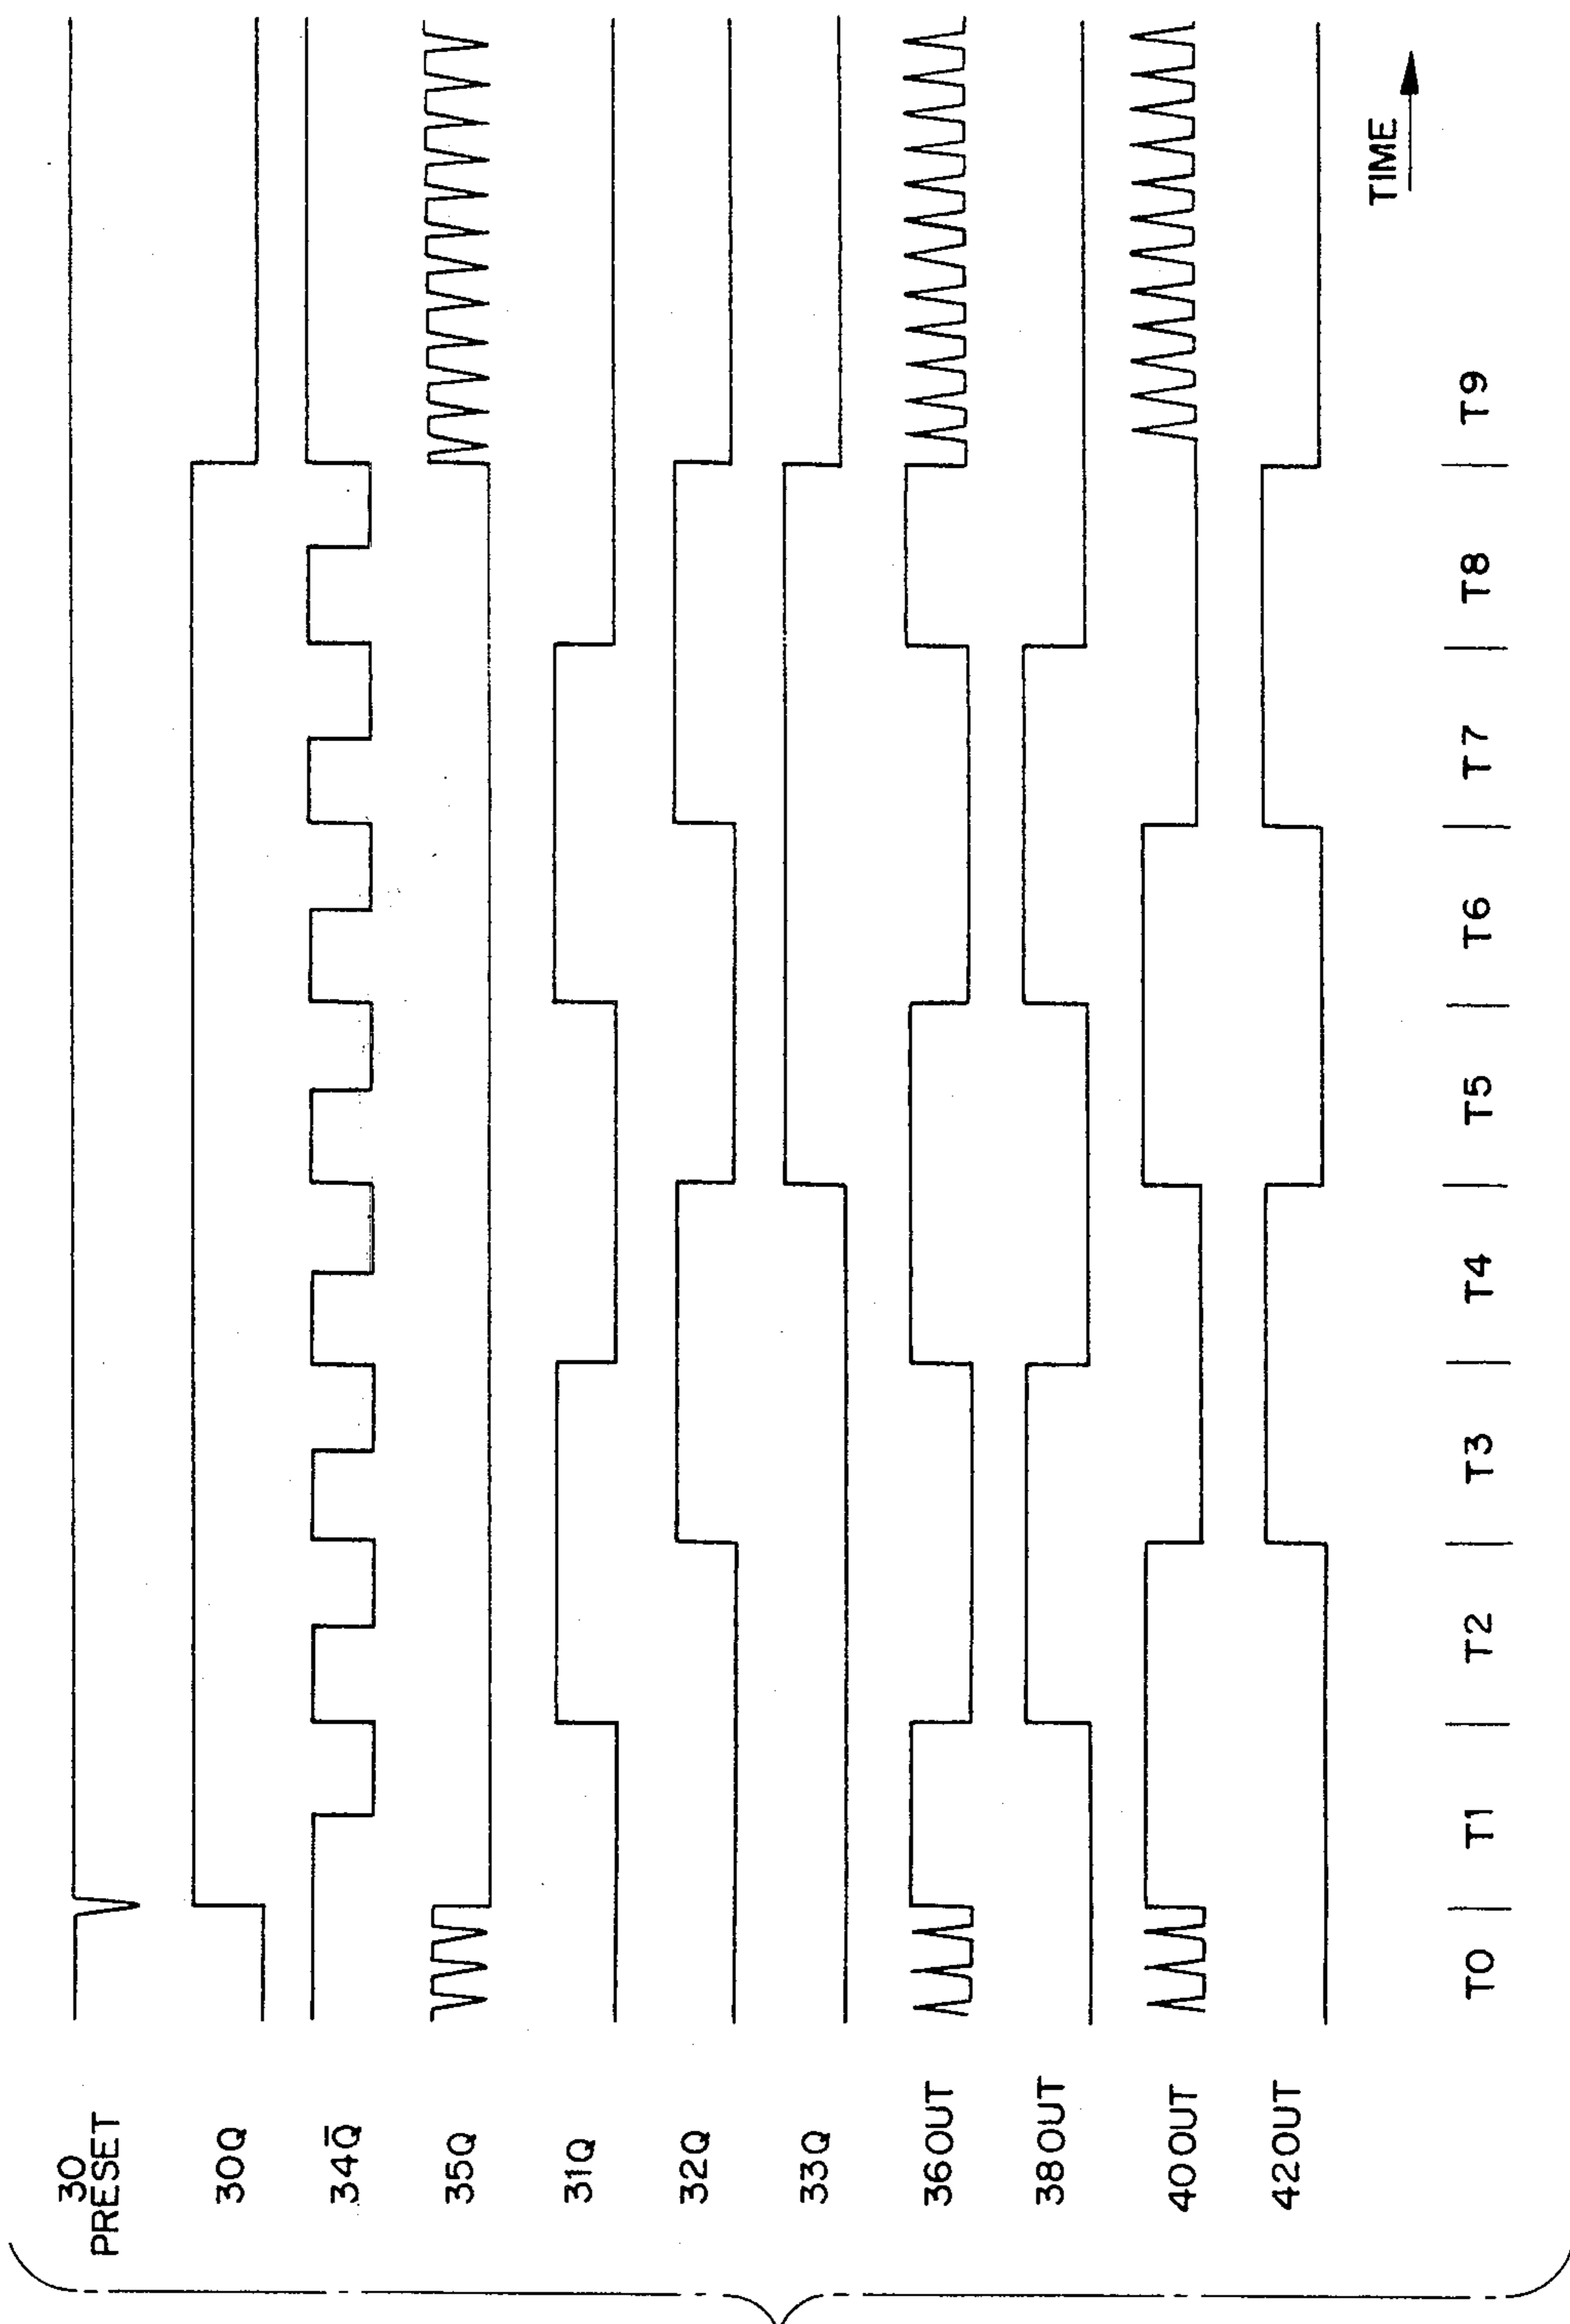 30
PRESET
30Q
34Q̄
35Q
31Q
32Q
33Q
36OUT
38OUT
40OUT
42OUT
TIME
T0 T1 T2 T3 T4 T5 T6 T7 T8 T9